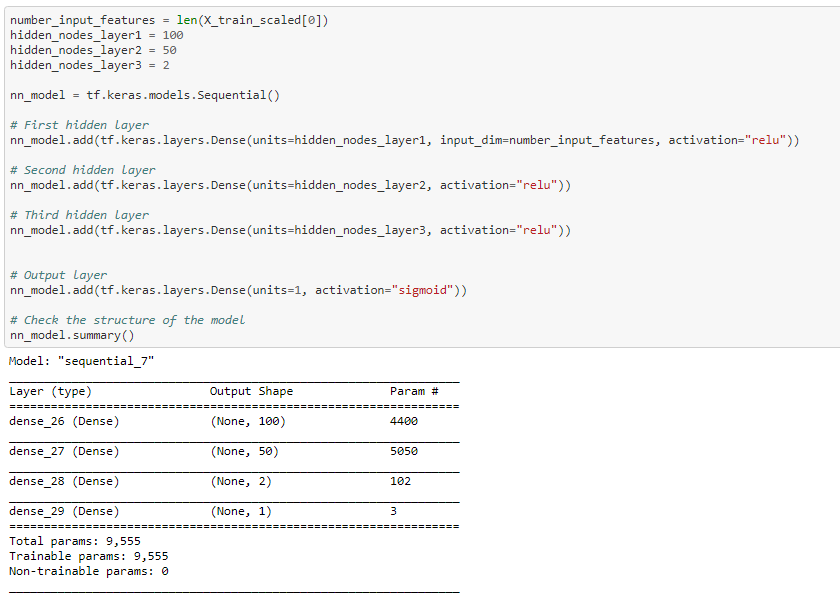 number_input_features = len(X_train_scaled[0])
hidden_nodes_layer1 = 100
hidden_nodes_layer2 = 50
hidden_nodes_layer3 = 2
nn_model = tf.keras.models.Sequential()
# First hidden layer
nn_model.add(tf.keras.layers.Dense(units=hidden_nodes_layer1, input_dim=number_input_features, activation="relu"))
# Second hidden layer
nn_model.add(tf.keras.layers.Dense(units=hidden_nodes_layer2, activation="relu"))
# Third hidden layer
nn_model.add(tf.keras.layers.Dense(units=hidden_nodes_layer3, activation="relu"))
# Output layer
nn_model.add(tf.keras.layers.Dense(units=1, activation="sigmoid"))
# Check the structure of the model
nn_model.summary()
Model: "sequential_7"
Layer (type) Output Shape Param #
dense_26 (Dense) (None, 100) 4400
dense_27 (Dense) (None, 50) 5050
dense_28 (Dense) (None, 2) 102
dense_29 (Dense) (None, 1) 3
Total params: 9,555
Trainable params: 9,555
Non-trainable params: 0